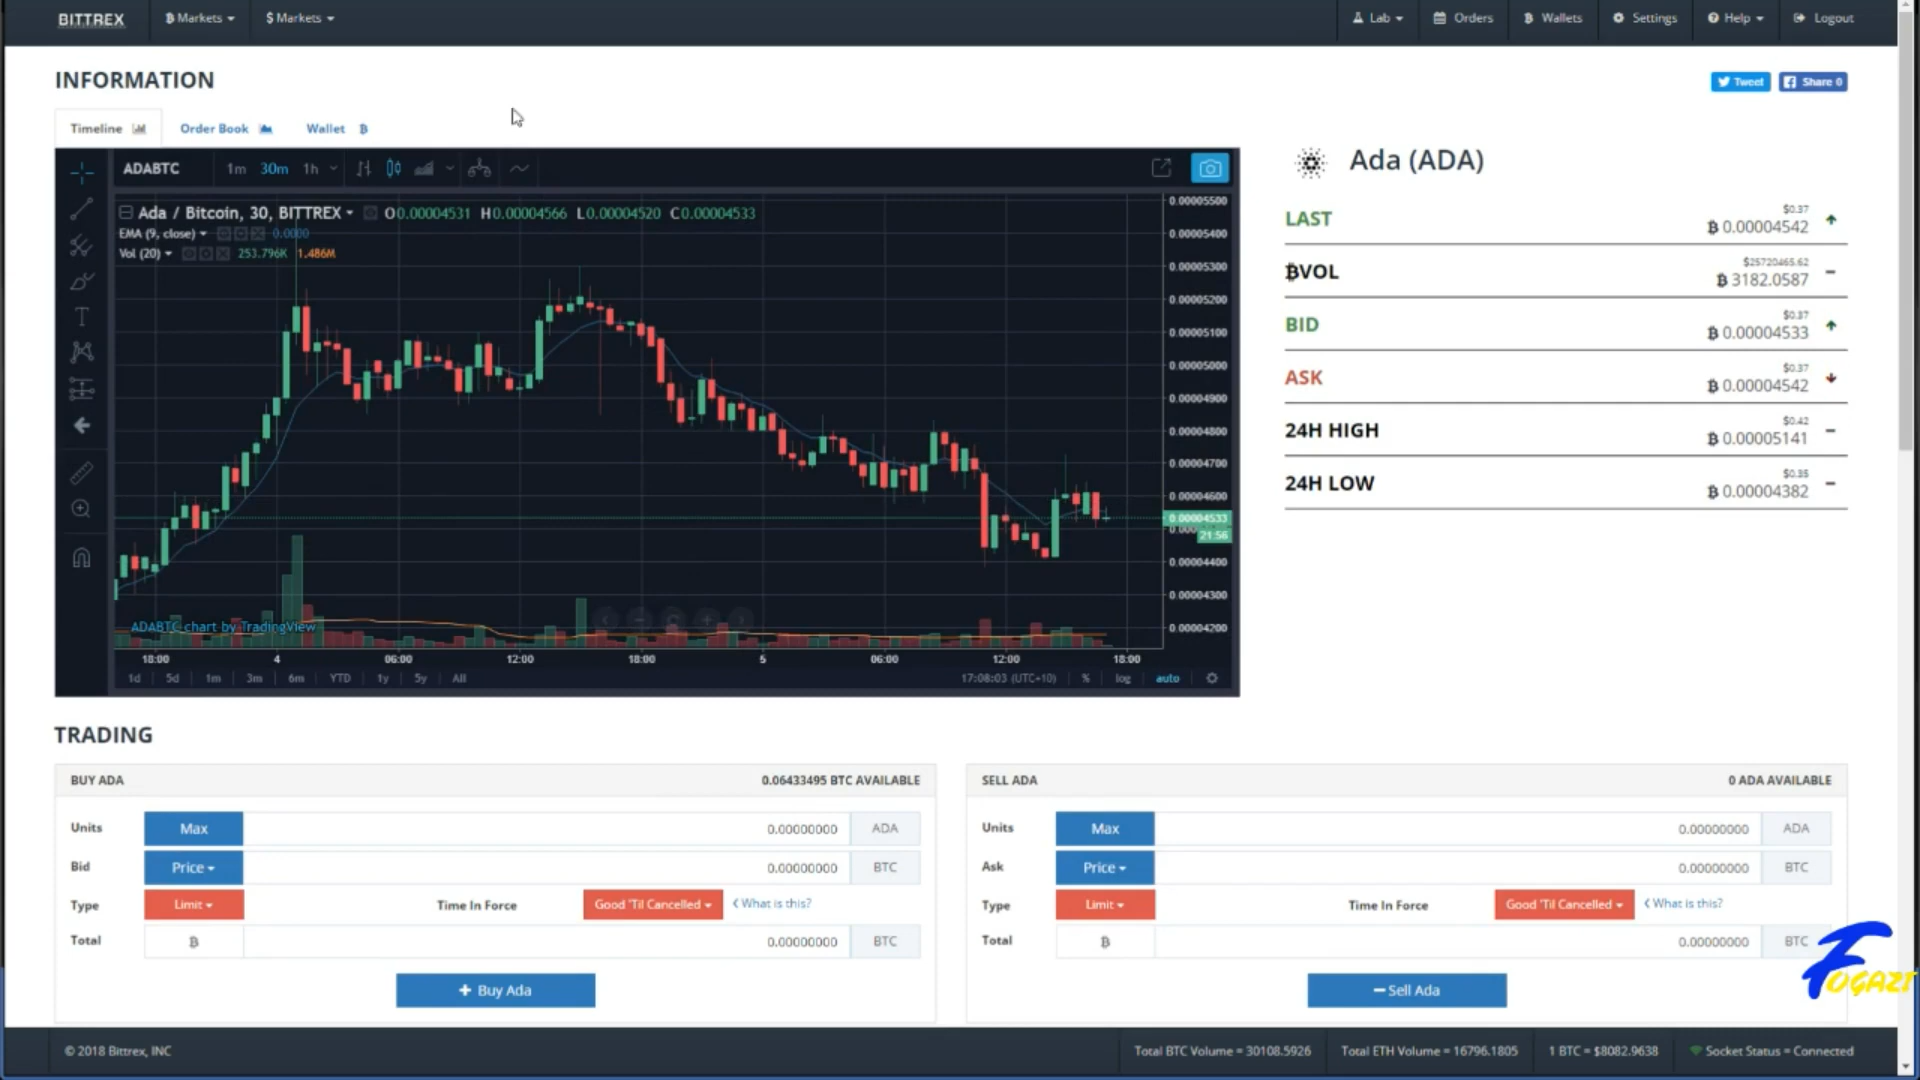 BITTREX
Ƀ Markets
$ Markets
Lab
Orders
Ƀ Wallets
Settings
Help
Logout
INFORMATION
Tweet
Share 0
Timeline
Order Book
Wallet Ƀ
ADABTC
1m 30m 1h
Ada / Bitcoin, 30, BITTREX O0.00004531 H0.00004566 L0.00004520 C0.00004533
EMA (9, close) 0.0000
Vol (20) 253.796K 1.486M
0.00005500
0.00005400
0.00005300
0.00005200
0.00005100
0.00005000
0.00004900
0.00004800
0.00004700
0.00004600
0.00004533
21:56
0.00004400
0.00004300
0.00004200
ADABTC chart by TradingView
18:00 4 06:00 12:00 18:00 5 06:00 12:00 18:00
1d 5d 1m 3m 6m YTD 1y 5y All
17:08:03 (UTC+10) % log auto
Ada (ADA)
LAST $0.37
Ƀ 0.00004542
ɃVOL $25720465.62
Ƀ 3182.0587
BID $0.37
Ƀ 0.00004533
ASK $0.37
Ƀ 0.00004542
24H HIGH $0.42
Ƀ 0.00005141
24H LOW $0.35
Ƀ 0.00004382
TRADING
BUY ADA 0.06433495 BTC AVAILABLE
Units Max 0.00000000 ADA
Bid Price 0.00000000 BTC
Type Limit Time In Force Good 'Til Cancelled What is this?
Total Ƀ 0.00000000 BTC
+ Buy Ada
SELL ADA 0 ADA AVAILABLE
Units Max 0.00000000 ADA
Ask Price 0.00000000 BTC
Type Limit Time In Force Good 'Til Cancelled What is this?
Total Ƀ 0.00000000 BTC
− Sell Ada
FOGAZI
© 2018 Bittrex, INC
Total BTC Volume = 30108.5926
Total ETH Volume = 16796.1805
1 BTC = $8082.9638
Socket Status = Connected